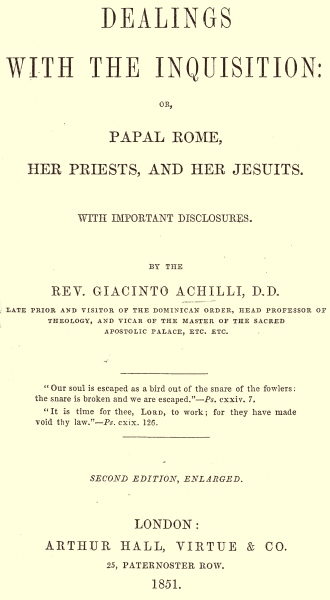 DEALINGS
WITH THE INQUISITION:
OR,
PAPAL ROME,
HER PRIESTS, AND HER JESUITS.
WITH IMPORTANT DISCLOSURES.
BY THE
REV. GIACINTO ACHILLI, D.D.
LATE PRIOR AND VISITOR OF THE DOMINICAN ORDER, HEAD PROFESSOR OF
THEOLOGY, AND VICAR OF THE MASTER OF THE SACRED
APOSTOLIC PALACE, ETC. ETC.
"Our soul is escaped as a bird out of the snare of the fowlers:
the snare is broken and we are escaped."—Ps. cxxiv. 7.
"It is time for thee, LORD, to work; for they have made
void thy law."—Ps. cxix. 126.
SECOND EDITION, ENLARGED.
LONDON:
ARTHUR HALL, VIRTUE & CO.
25, PATERNOSTER ROW.
1851.